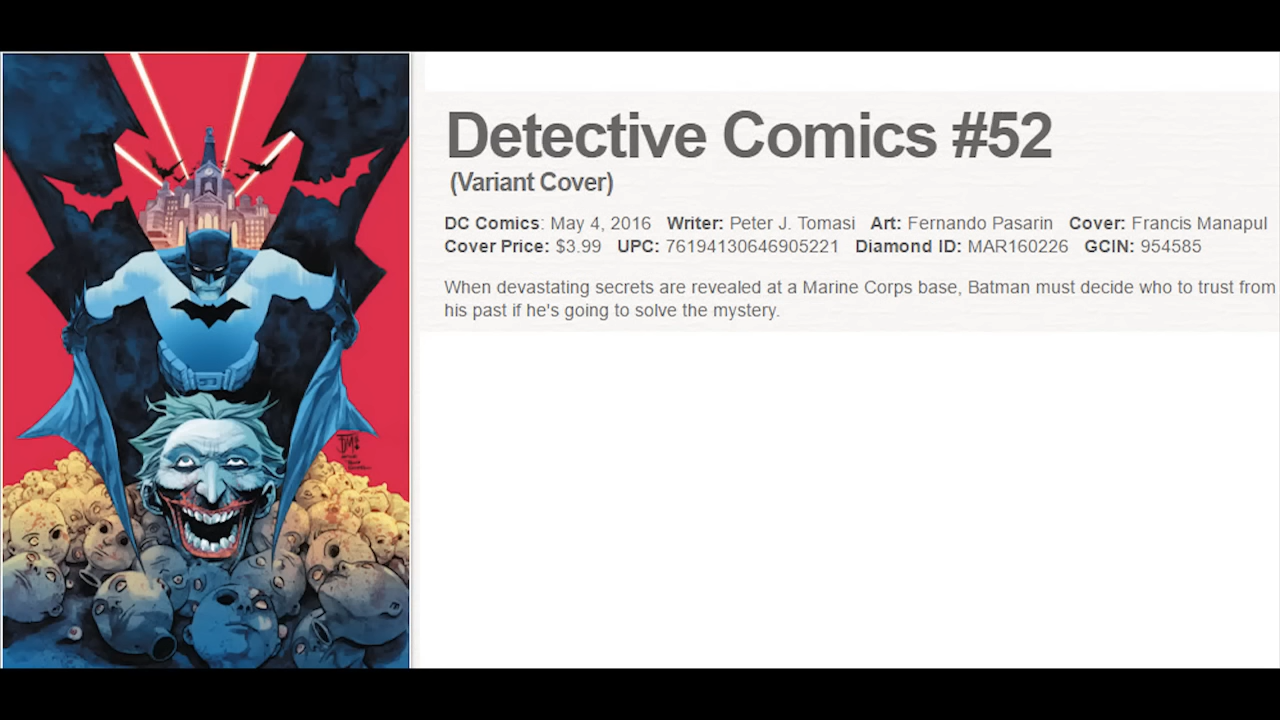 Detective Comics #52
(Variant Cover)
DC Comics: May 4, 2016 Writer: Peter J. Tomasi Art: Fernando Pasarin Cover: Francis Manapul
Cover Price: $3.99 UPC: 76194130646905221 Diamond ID: MAR160226 GCIN: 954585
When devastating secrets are revealed at a Marine Corps base, Batman must decide who to trust from
his past if he's going to solve the mystery.